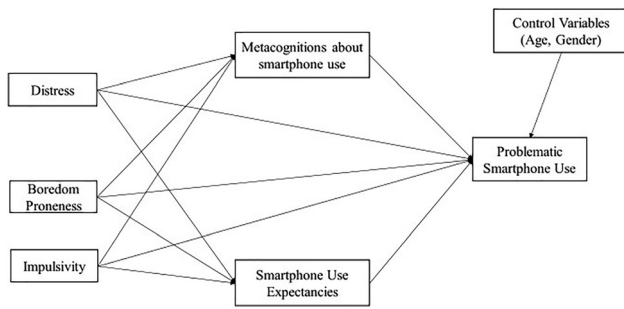 Control Variables
(Age, Gender)
Metacognitions about
smartphone use
Distress
Problematic
Smartphone Use
Boredom
Proneness
Impulsivity
Smartphone Use
Expectancies